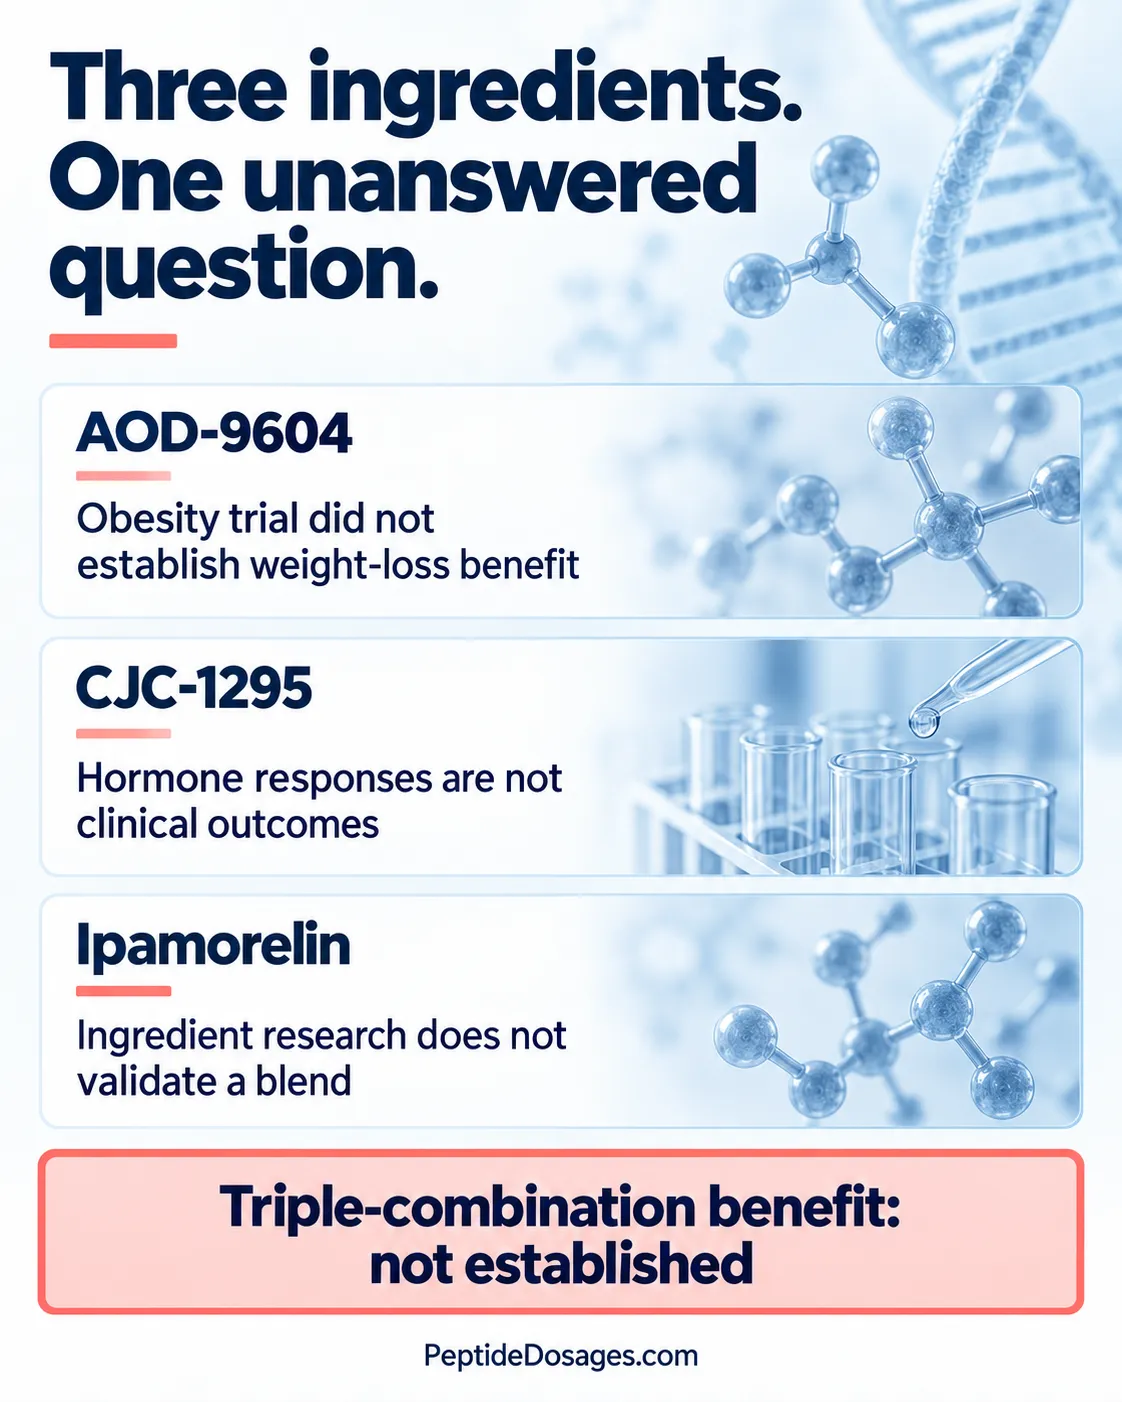 Three ingredients.
One unanswered
question.
AOD-9604
Obesity trial did not
establish weight-loss benefit
CJC-1295
Hormone responses are not
clinical outcomes
Ipamorelin
Ingredient research does not
validate a blend
Triple-combination benefit:
not established
PeptideDosages.com